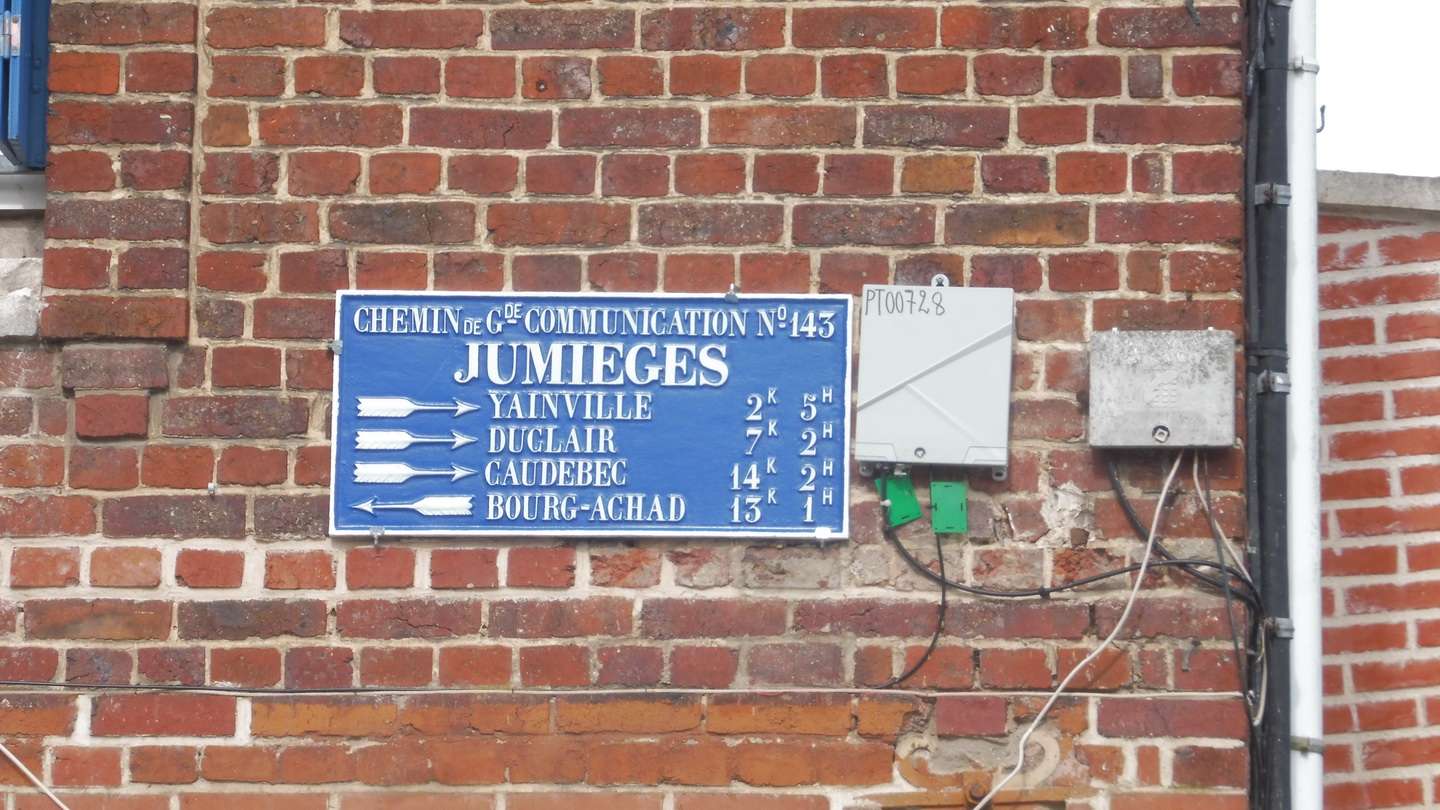 CHEMIN DE GDE COMMUNICATION No 143
JUMIEGES
YAINVILLE 2K 5H
DUCLAIR 7K 2H
CAUDEBEC 14K 2H
BOURG-ACHAD 13K 1H
PT00728